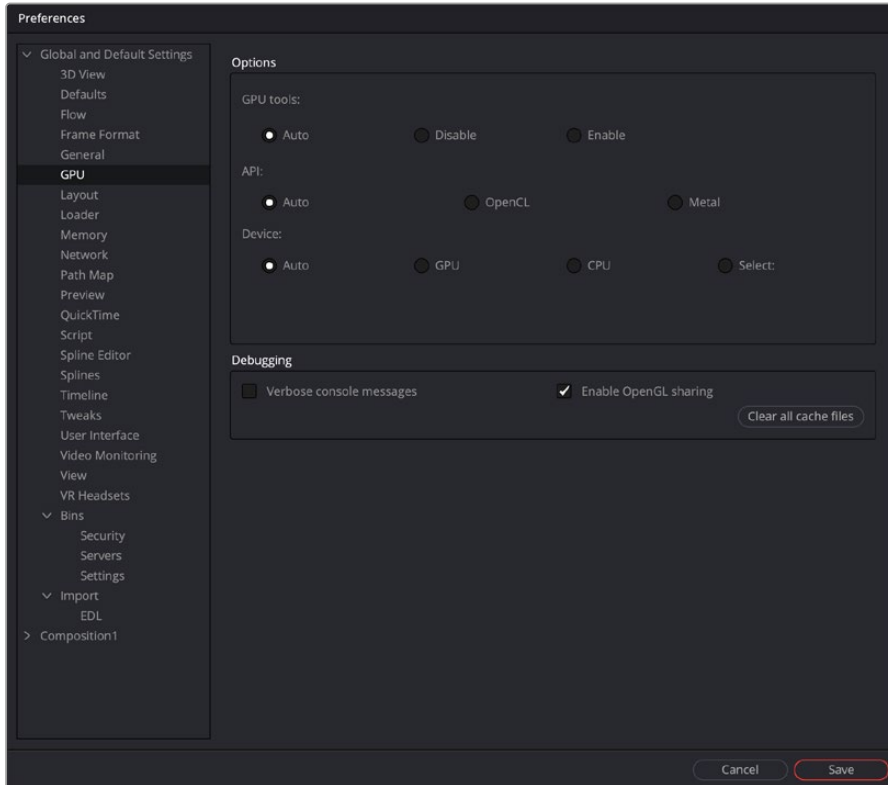 Preferences
Global and Default Settings
3D View
Defaults
Flow
Frame Format
General
GPU
Layout
Loader
Memory
Network
Path Map
Preview
QuickTime
Script
Spline Editor
Splines
Timeline
Tweaks
User Interface
Video Monitoring
View
VR Headsets
Bins
Security
Servers
Settings
Import
EDL
Composition1
Options
GPU tools:
Auto Disable Enable
API:
Auto OpenCL Metal
Device:
Auto GPU CPU Select:
Debugging
Verbose console messages Enable OpenGL sharing
Clear all cache files
Cancel Save